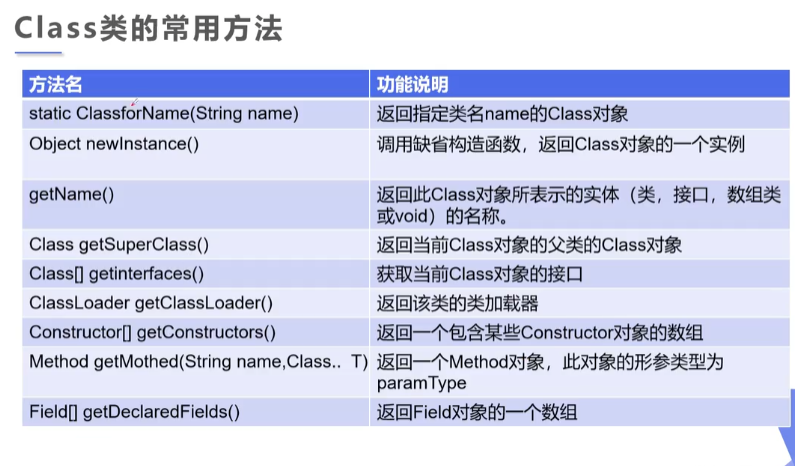 Class类的常用方法
方法名 功能说明
static ClassforName(String name) 返回指定类名name的Class对象
Object newInstance() 调用缺省构造函数，返回Class对象的一个实例
getName() 返回此Class对象所表示的实体（类，接口，数组类
或void）的名称。
Class getSuperClass() 返回当前Class对象的父类的Class对象
Class[] getinterfaces() 获取当前Class对象的接口
ClassLoader getClassLoader() 返回该类的类加载器
Constructor[] getConstructors() 返回一个包含某些Constructor对象的数组
Method getMothed(String name,Class.. T) 返回一个Method对象，此对象的形参类型为
paramType
Field[] getDeclaredFields() 返回Field对象的一个数组